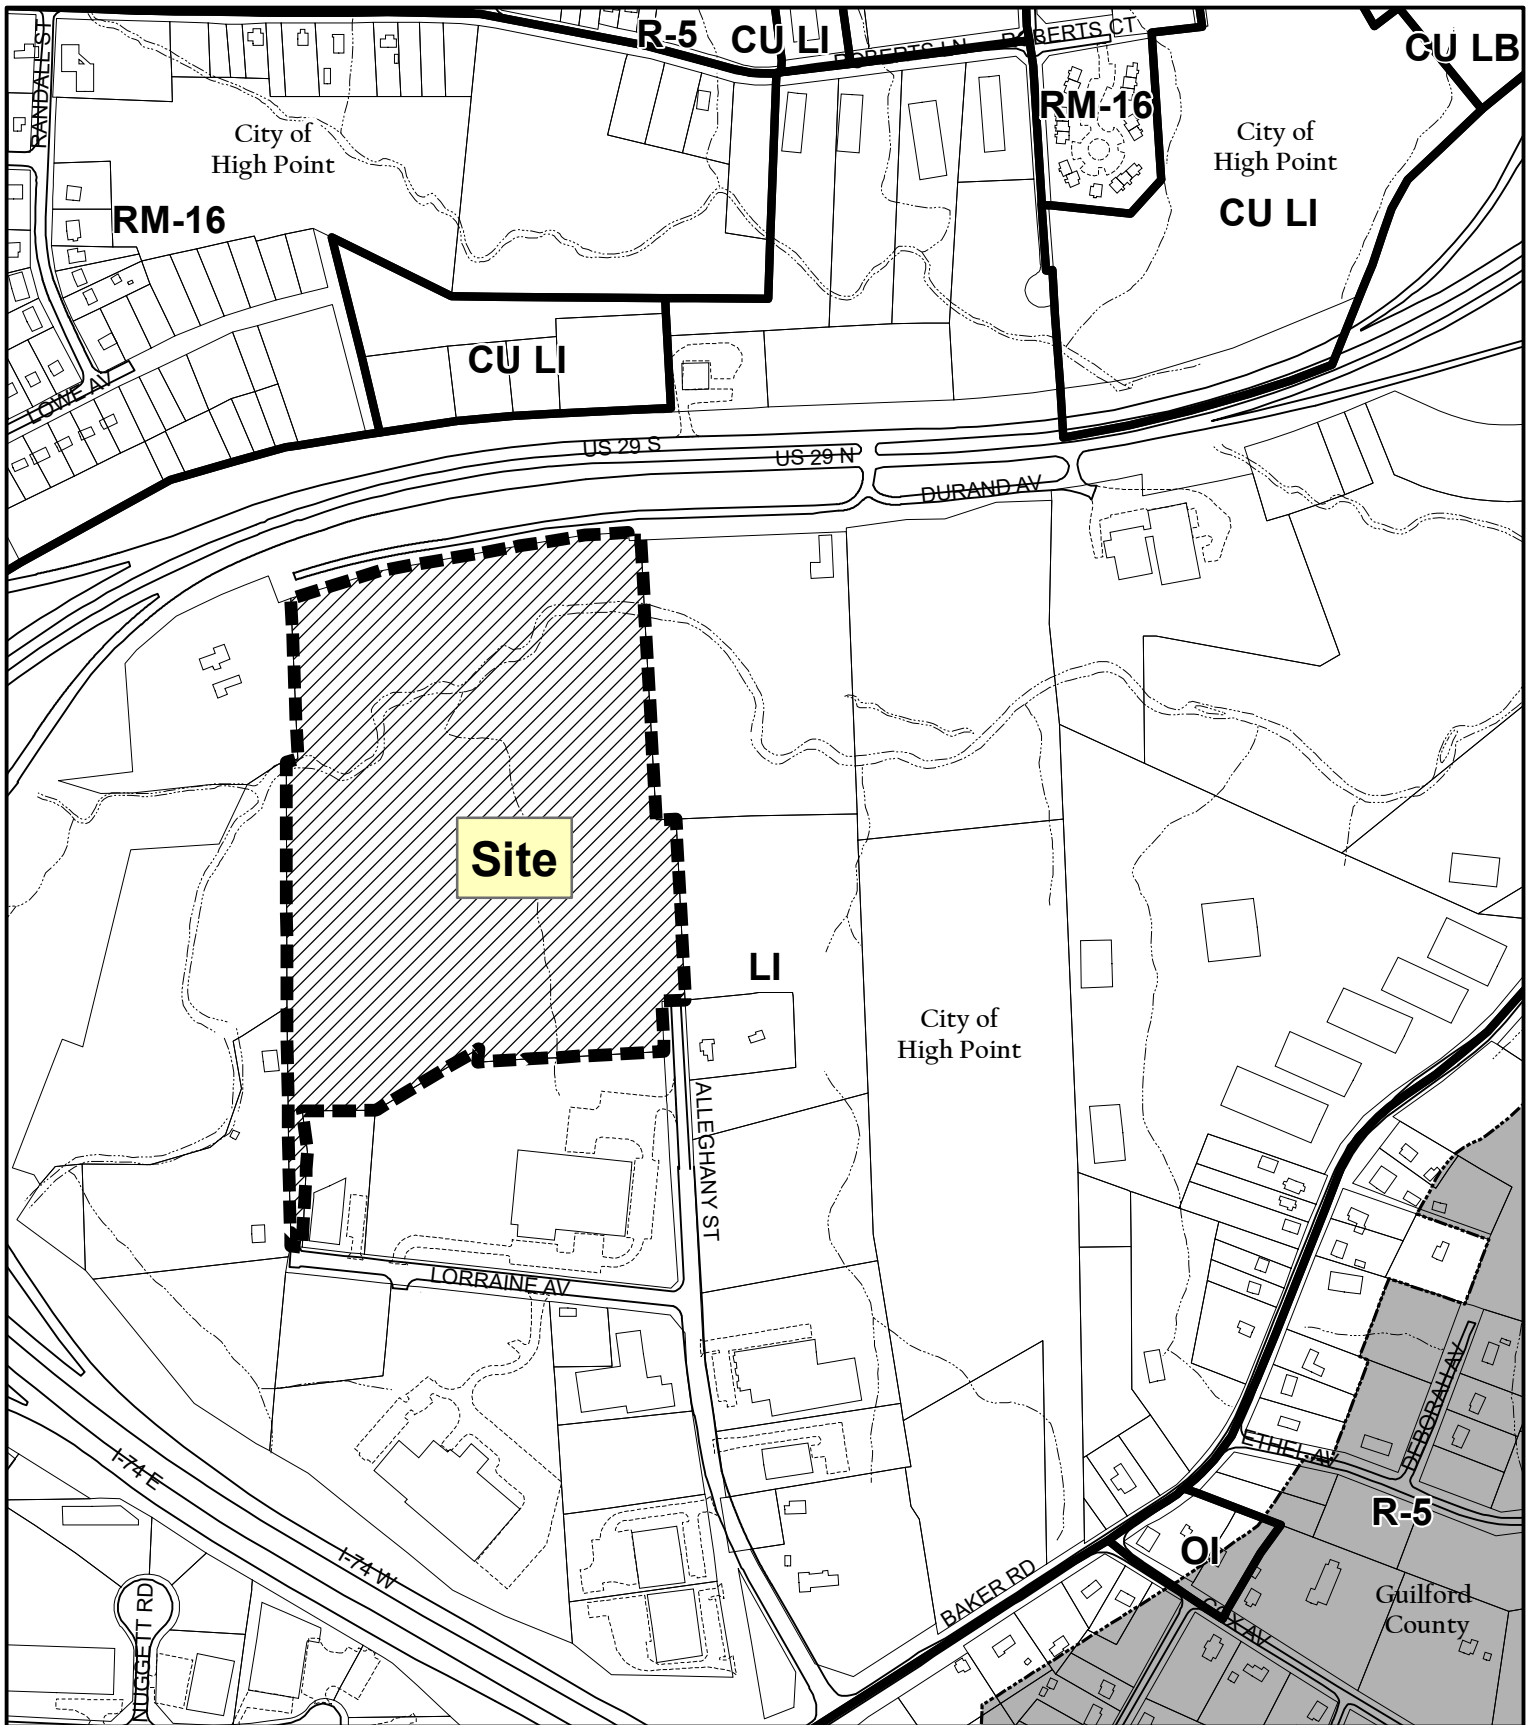 R-5
CU LI
ROBERTS LN
ROBERTS CT
CU LB
RANDALL ST
City of
High Point
RM-16
City of
High Point
RM-16
CU LI
CU LI
LOWE AV
US 29 S
US 29 N
DURAND AV
Site
LI
City of
High Point
ALLEGHANY ST
LORRAINE AV
DEBORAH AV
ETHEL AV
I-74 E
R-5
OI
I-74 W
BAKER RD
Guilford
County
COX AV
NUGGETT RD